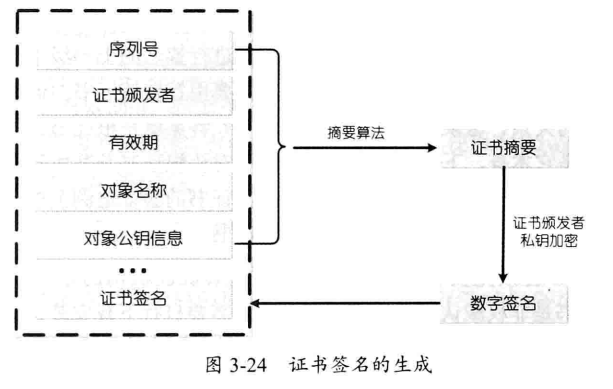 序列号
证书颁发者
有效期
对象名称
对象公钥信息
...
证书签名
摘要算法
证书摘要
证书颁发者
私钥加密
数字签名
图 3-24 证书签名的生成